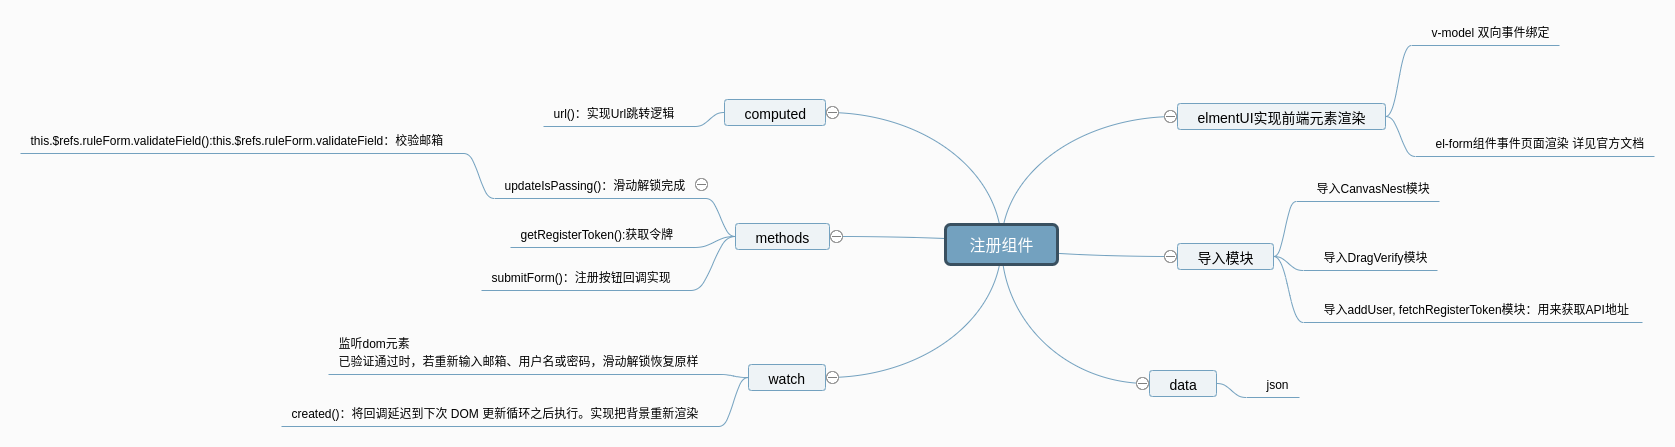 注册组件
elmentUI实现前端元素渲染
v-model 双向事件绑定
el-form组件事件页面渲染 详见官方文档
导入模块
导入CanvasNest模块
导入DragVerify模块
导入addUser, fetchRegisterToken模块：用来获取API地址
data
json
computed
url()：实现Url跳转逻辑
methods
updateIsPassing()：滑动解锁完成
this.$refs.ruleForm.validateField():this.$refs.ruleForm.validateField：校验邮箱
getRegisterToken():获取令牌
submitForm()：注册按钮回调实现
watch
监听dom元素
已验证通过时，若重新输入邮箱、用户名或密码，滑动解锁恢复原样
created()：将回调延迟到下次 DOM 更新循环之后执行。实现把背景重新渲染